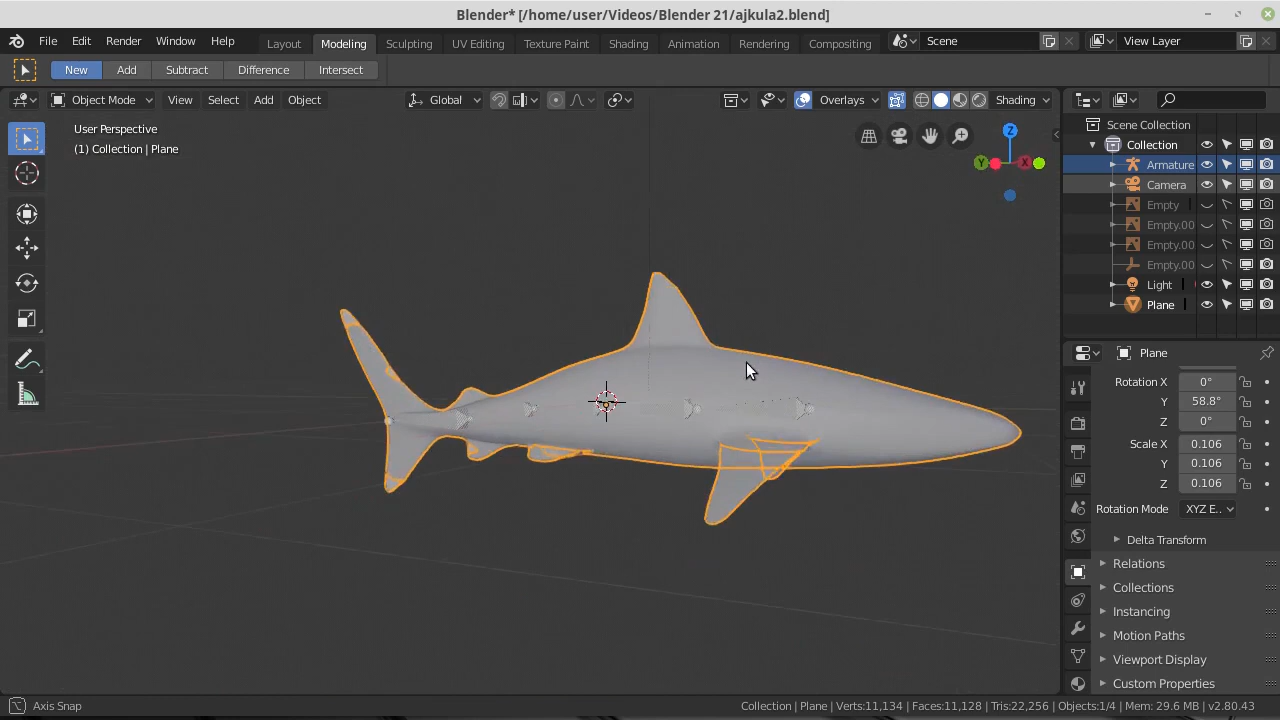 Blender* [/home/user/Videos/Blender 21/ajkula2.blend]
File Edit Render Window Help Layout Modeling Sculpting UV Editing Texture Paint Shading Animation Rendering Compositing Scene View Layer
New Add Subtract Difference Intersect
Object Mode View Select Add Object Global Overlays Shading
User Perspective
(1) Collection | Plane
Z
Y X
Scene Collection
Collection
Armature
Camera
Empty
Empty.00
Empty.00
Empty.00
Light
Plane
Plane
Rotation X 0°
Y 58.8°
Z 0°
Scale X 0.106
Y 0.106
Z 0.106
Rotation Mode XYZ E..
Delta Transform
Relations
Collections
Instancing
Motion Paths
Viewport Display
Custom Properties
Axis Snap
Collection | Plane | Verts:11,134 | Faces:11,128 | Tris:22,256 | Objects:1/4 | Mem: 29.6 MB | v2.80.43